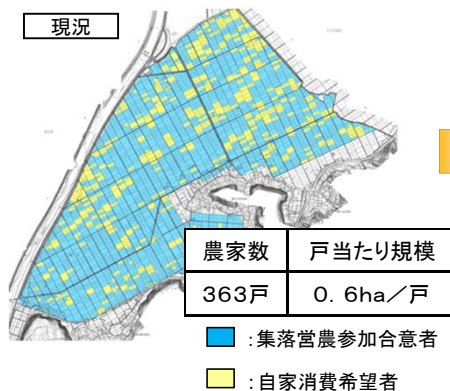 現況
農家数 戸当たり規模
363戸 0．6ha／戸
：集落営農参加合意者
：自家消費希望者